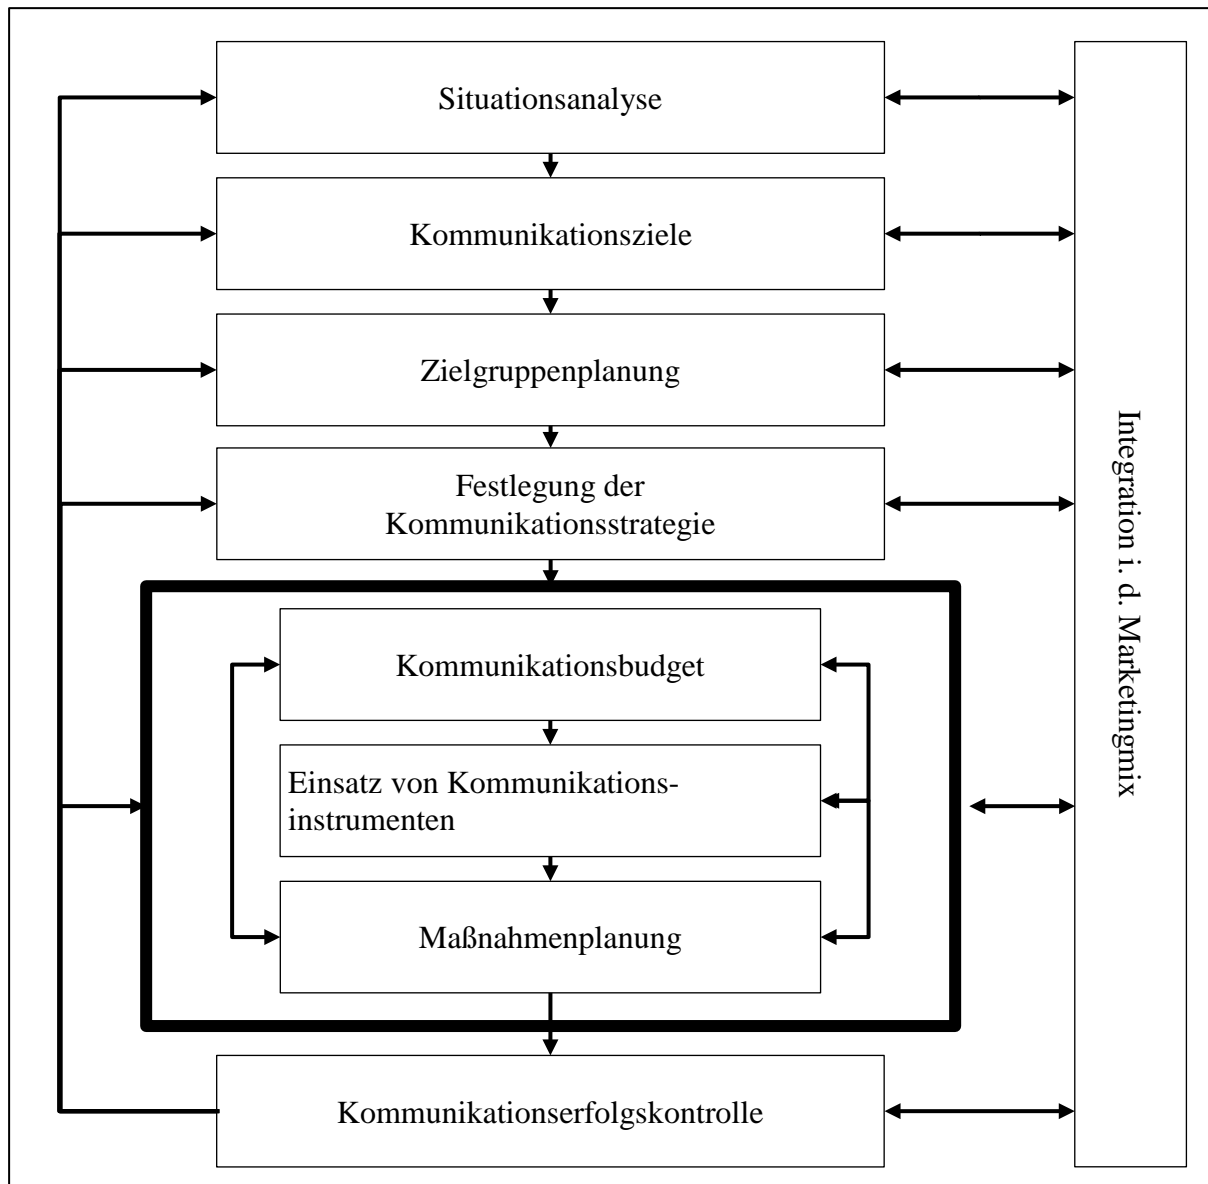 Situationsanalyse
Kommunikationsziele
Zielgruppenplanung
Festlegung der
Kommunikationsstrategie
Kommunikationsbudget
Einsatz von Kommunikations-
instrumenten
Maßnahmenplanung
Kommunikationserfolgskontrolle
Integration i. d. Marketingmix